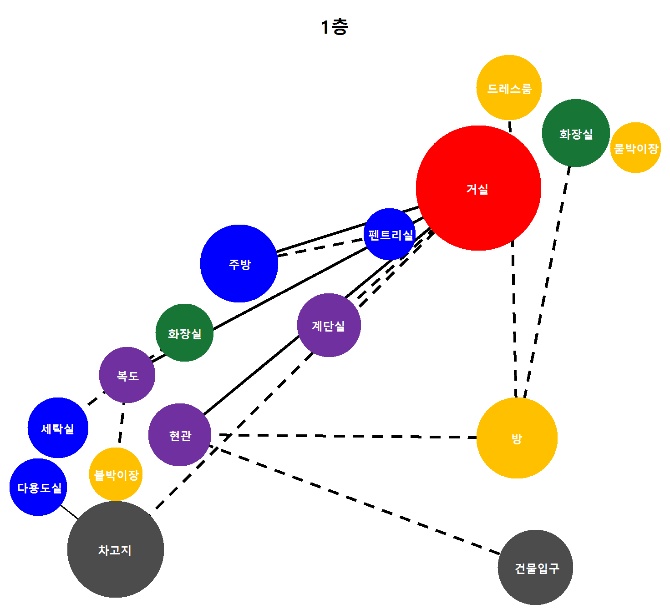 1층
드레스룸
화장실
붙박이장
거실
펜트리실
주방
계단실
화장실
복도
세탁실
현관
방
붙박이장
다용도실
차고지
건물입구